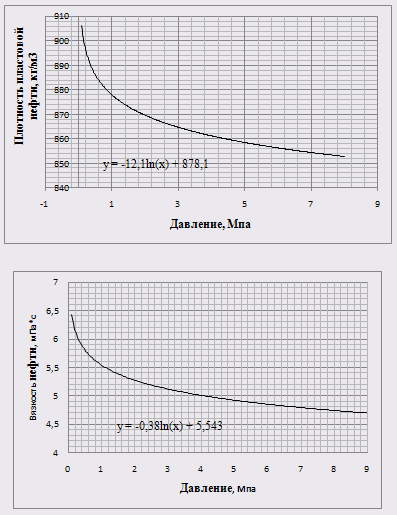 Плотность пластовой
нефти, кг/м3
910
900
890
880
870
860
850
840
y = -12,1ln(x) + 878,1
-1 1 3 5 7 9
Давление, Мпа
Вязкость нефти, мПа*с
7
6,5
6
5,5
5
4,5
4
y = -0,38ln(x) + 5,543
0 1 2 3 4 5 6 7 8 9
Давление, Мпа